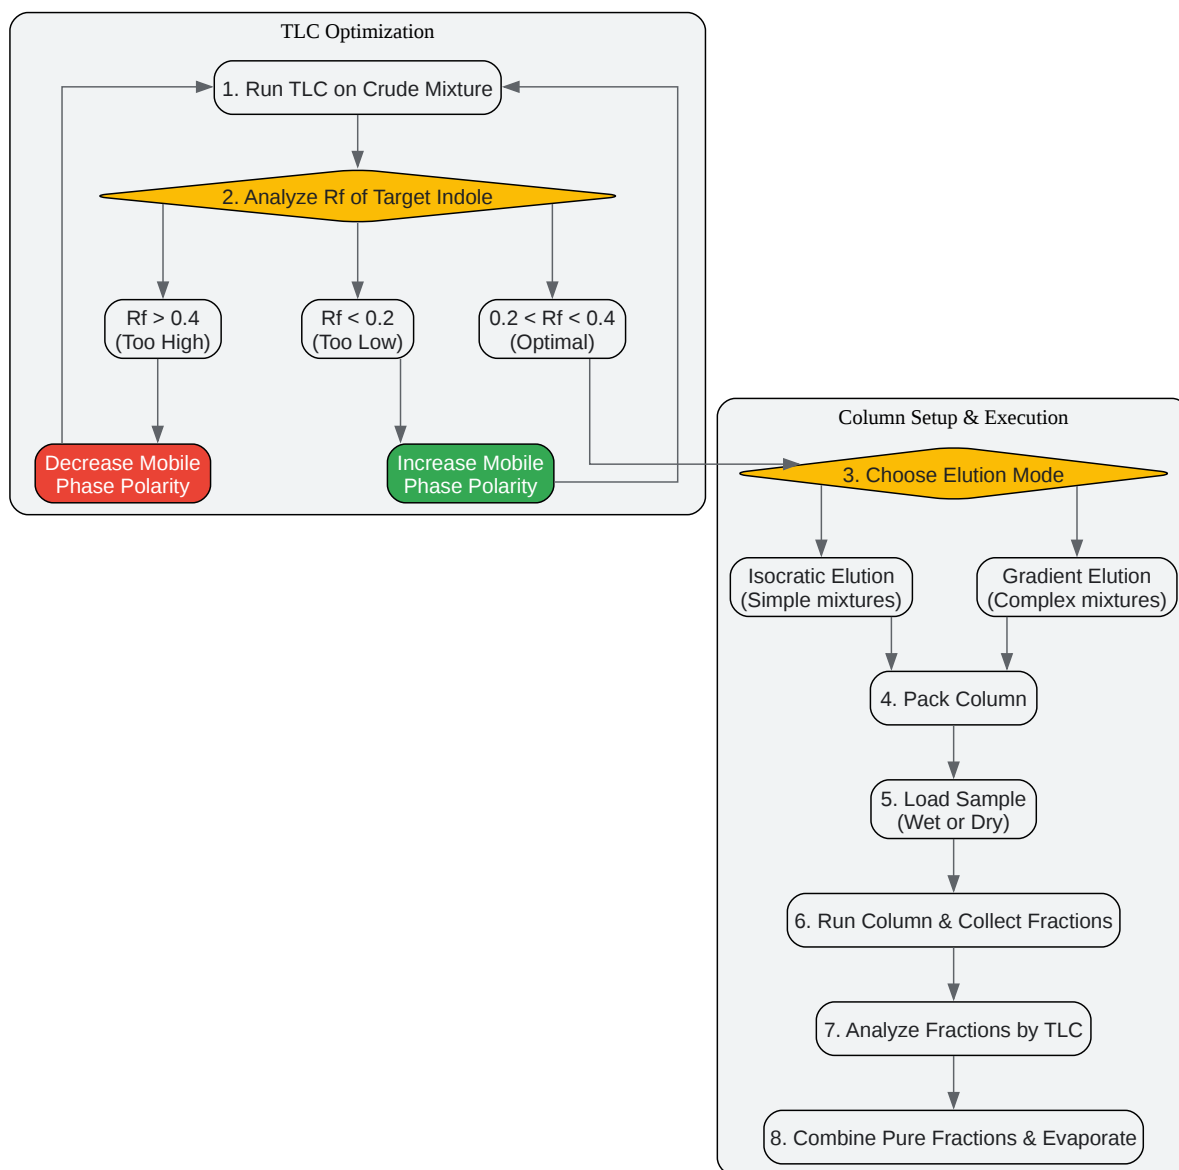 TLC Optimization
1. Run TLC on Crude Mixture
2. Analyze Rf of Target Indole
Rf > 0.4
(Too High)
Rf < 0.2
(Too Low)
0.2 < Rf < 0.4
(Optimal)
Decrease Mobile
Phase Polarity
Increase Mobile
Phase Polarity
Column Setup & Execution
3. Choose Elution Mode
Isocratic Elution
(Simple mixtures)
Gradient Elution
(Complex mixtures)
4. Pack Column
5. Load Sample
(Wet or Dry)
6. Run Column & Collect Fractions
7. Analyze Fractions by TLC
8. Combine Pure Fractions & Evaporate